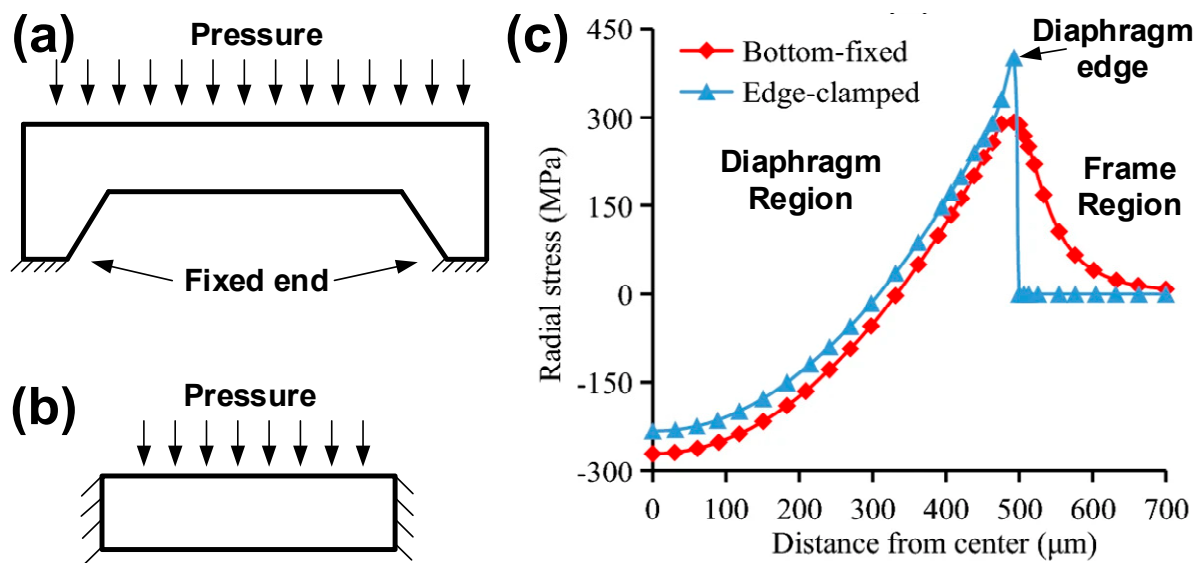 (a)
Pressure
Fixed end
(b)
Pressure
(c)
450
300
150
0
-150
-300
Radial stress (MPa)
Bottom-fixed
Edge-clamped
Diaphragm
edge
Diaphragm
Region
Frame
Region
0 100 200 300 400 500 600 700
Distance from center (μm)